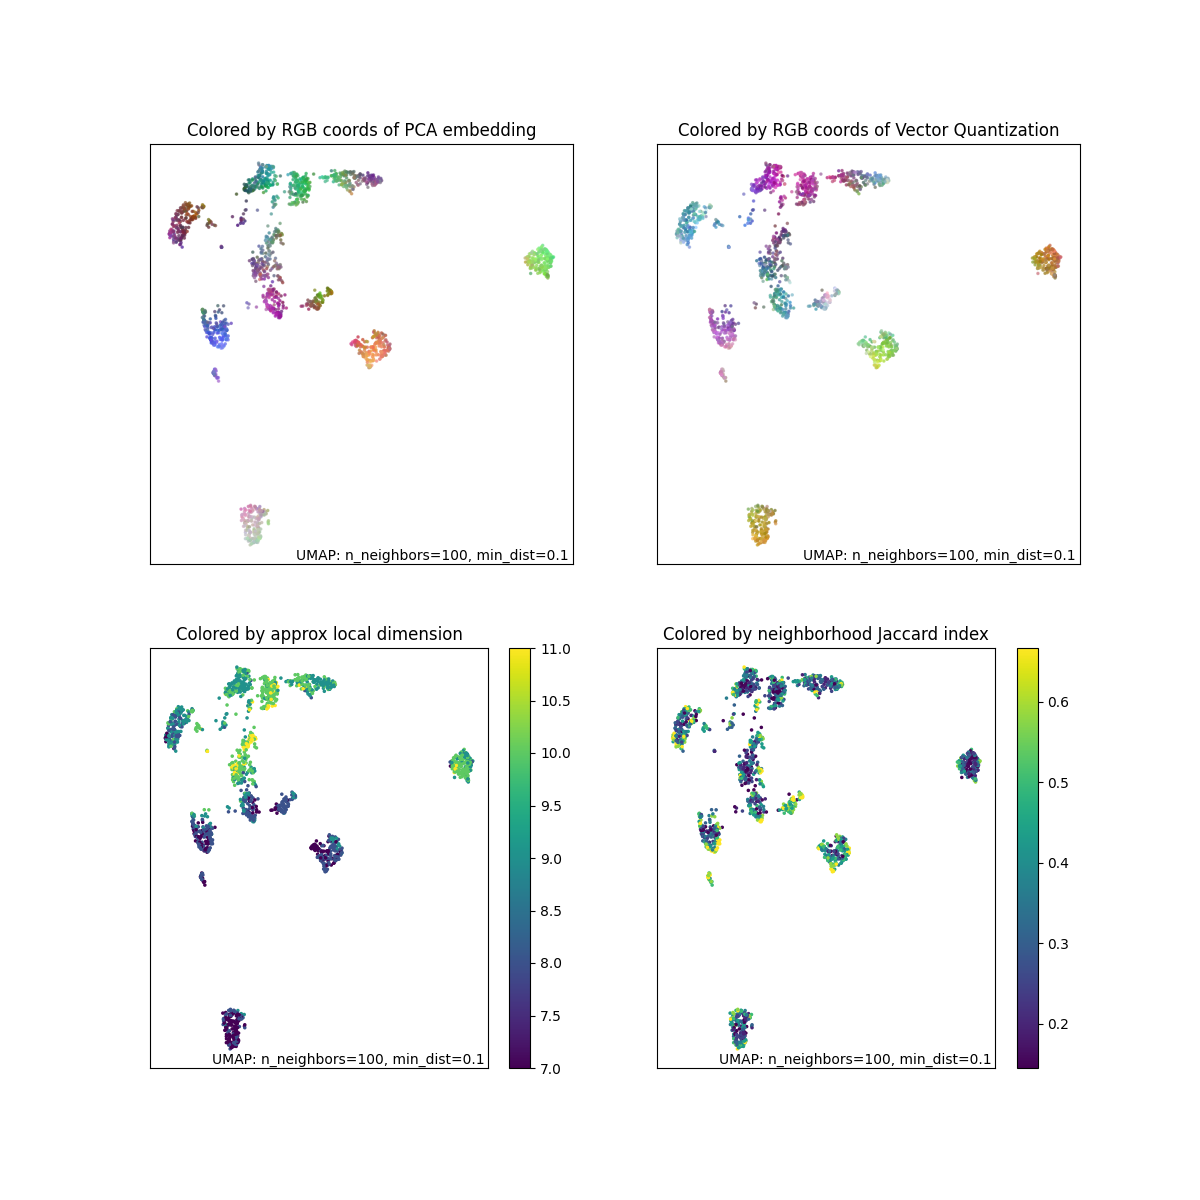 Colored by RGB coords of PCA embedding
UMAP: n_neighbors=100, min_dist=0.1
Colored by RGB coords of Vector Quantization
UMAP: n_neighbors=100, min_dist=0.1
Colored by approx local dimension
UMAP: n_neighbors=100, min_dist=0.1
11.0
10.5
10.0
9.5
9.0
8.5
8.0
7.5
7.0
Colored by neighborhood Jaccard index
UMAP: n_neighbors=100, min_dist=0.1
0.6
0.5
0.4
0.3
0.2